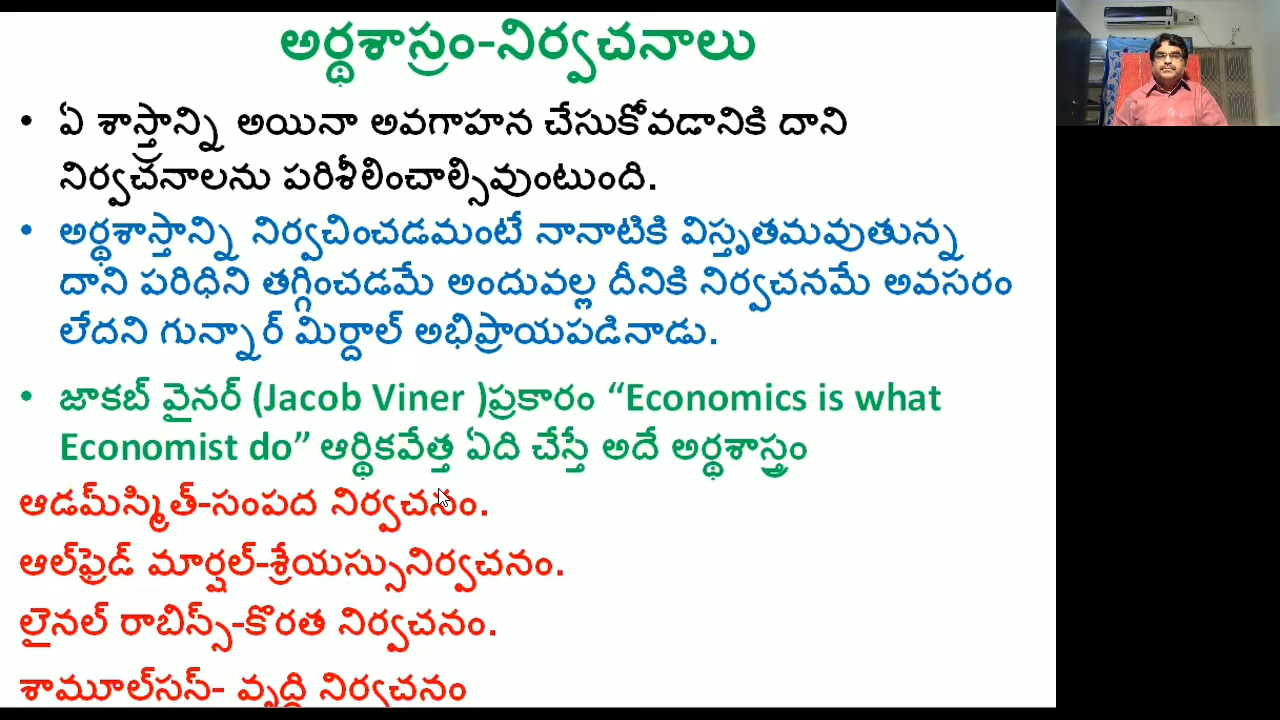 అర్థశాస్రం-నిర్వచనాలు
• ఏ శాస్త్రాన్ని అయినా అవగాహన చేసుకోవడానికి దాని
నిర్వచనాలను పరిశీలించాల్సివుంటుంది.
• అర్థశాస్తాన్ని నిర్వచించడమంటే నానాటికి విస్తృతమవుతున్న
దాని పరిధిని తగ్గించడమే అందువల్ల దీనికి నిర్వచనమే అవసరం
లేదని గున్నార్ మిర్దాల్ అభిప్రాయపడినాడు.
• జాకబ్ వైనర్ (Jacob Viner )ప్రకారం “Economics is what
Economist do” ఆర్థికవేత్త ఏది చేస్తే అదే అర్థశాస్త్రం
ఆడమ్‌స్మిత్-సంపద నిర్వచనం.
ఆల్‌ఫ్రెడ్ మార్షల్-శ్రేయస్సునిర్వచనం.
లైనల్ రాబిన్స్-కొరత నిర్వచనం.
శామూల్‌సన్- వృద్ధి నిర్వచనం